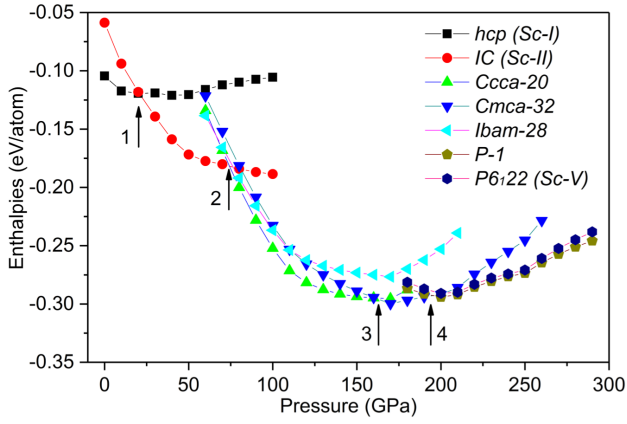 -0.05
-0.10
-0.15
-0.20
-0.25
-0.30
-0.35
Enthalpies (eV/atom)
hcp (Sc-I)
IC (Sc-II)
Ccca-20
Cmca-32
Ibam-28
P-1
P6₁22 (Sc-V)
1
2
3
4
0 50 100 150 200 250 300
Pressure (GPa)